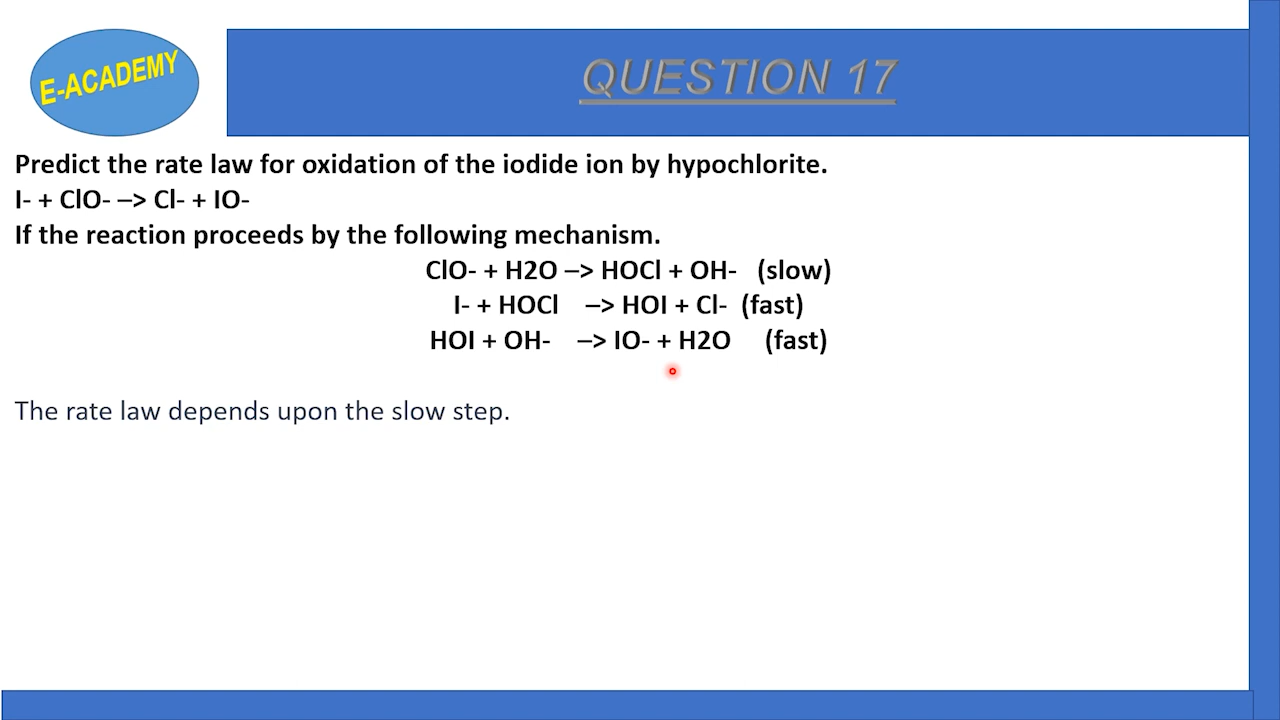 E-ACADEMY
QUESTION 17
Predict the rate law for oxidation of the iodide ion by hypochlorite.
I- + ClO- –> Cl- + IO-
If the reaction proceeds by the following mechanism.
ClO- + H2O –> HOCl + OH- (slow)
I- + HOCl –> HOI + Cl- (fast)
HOI + OH- –> IO- + H2O (fast)
The rate law depends upon the slow step.